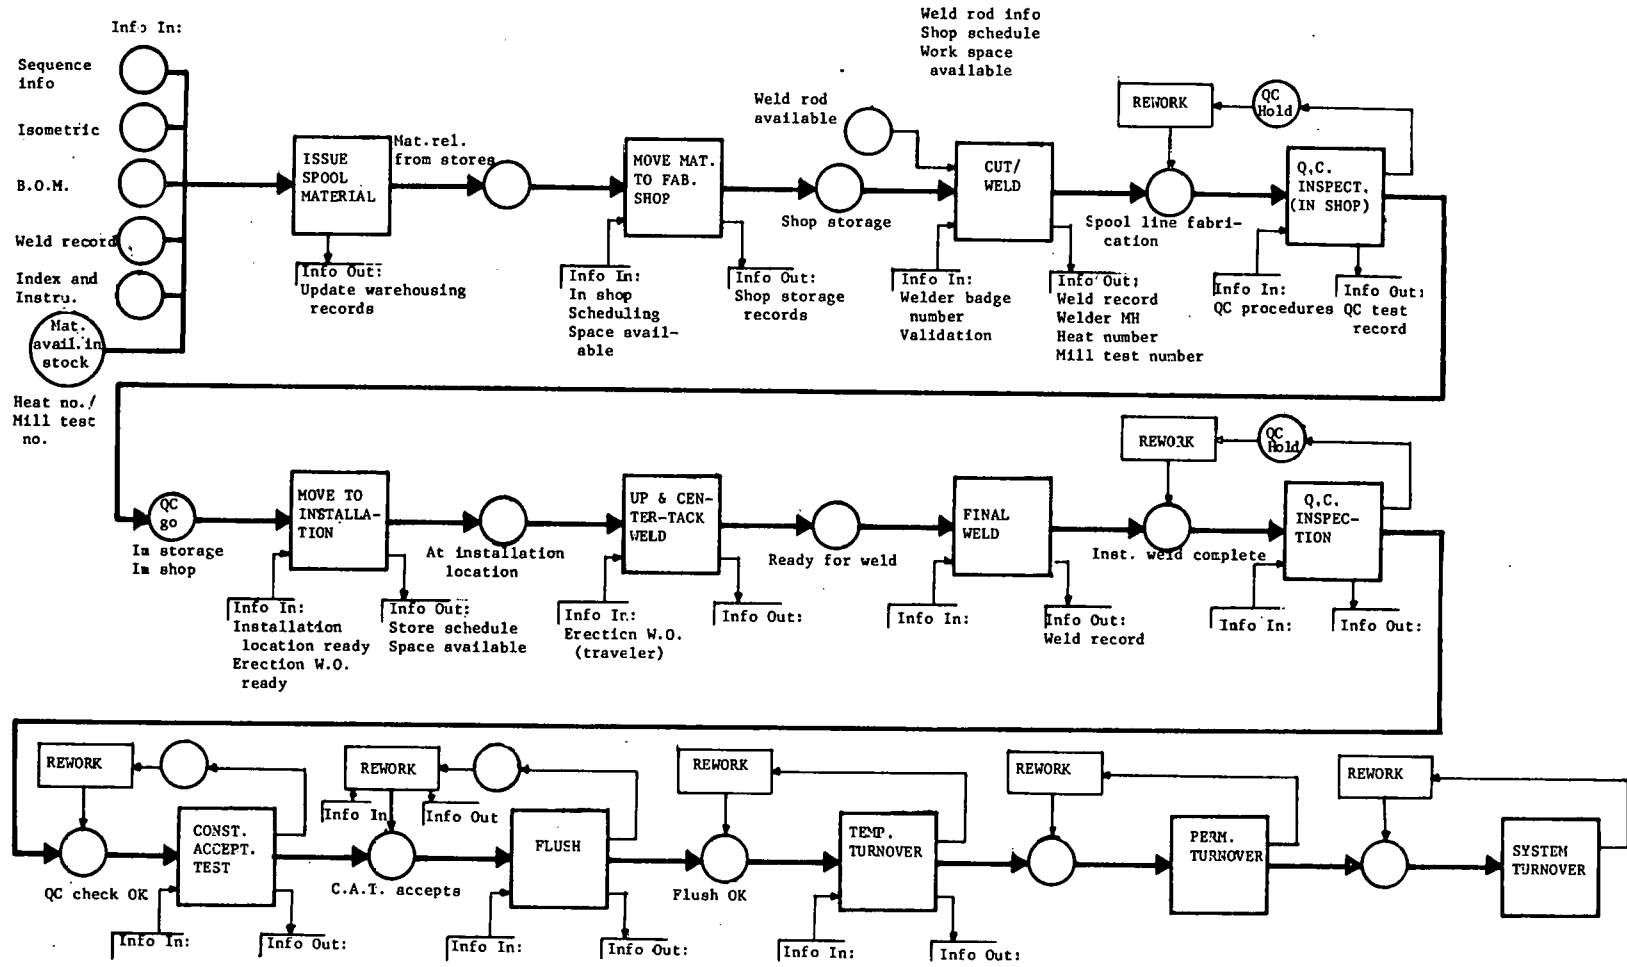 Info In:
Sequence
info
Isometric
B.O.M.
Weld record
Index and
Instru.
Mat.
avail.in
stock
Heat no./
Mill test
no.
ISSUE
SPOOL
MATERIAL
Info Out:
Update warehousing
records
Mat.rel.
from stores
MOVE MAT.
TO FAB.
SHOP
Info In:
In shop
Scheduling
Space avail-
able
Info Out:
Shop storage
records
Shop storage
Weld rod
available
Weld rod info
Shop schedule
Work space
available
CUT/
WELD
Info In:
Welder badge
number
Validation
Info Out:
Weld record
Welder MH
Heat number
Mill test number
Spool line fabri-
cation
REWORK
QC
Hold
Q.C.
INSPECT.
(IN SHOP)
Info In:
QC procedures
Info Out:
QC test
record
QC
go
In storage
In shop
MOVE TO
INSTALLA-
TION
Info In:
Installation
location ready
Erection W.O.
ready
Info Out:
Store schedule
Space available
At installation
location
UP & CEN-
TER-TACK
WELD
Info In:
Erection W.O.
(traveler)
Info Out:
Ready for weld
FINAL
WELD
Info In:
Info Out:
Weld record
Inst. weld complete
REWORK
QC
Hold
Q.C.
INSPEC-
TION
Info In:
Info Out:
REWORK
QC check OK
CONST.
ACCEPT.
TEST
Info In:
Info Out:
REWORK
Info In
Info Out
C.A.T. accepts
FLUSH
Info In:
Info Out:
REWORK
Flush OK
TEMP.
TURNOVER
Info In:
Info Out:
REWORK
PERM.
TURNOVER
REWORK
SYSTEM
TURNOVER